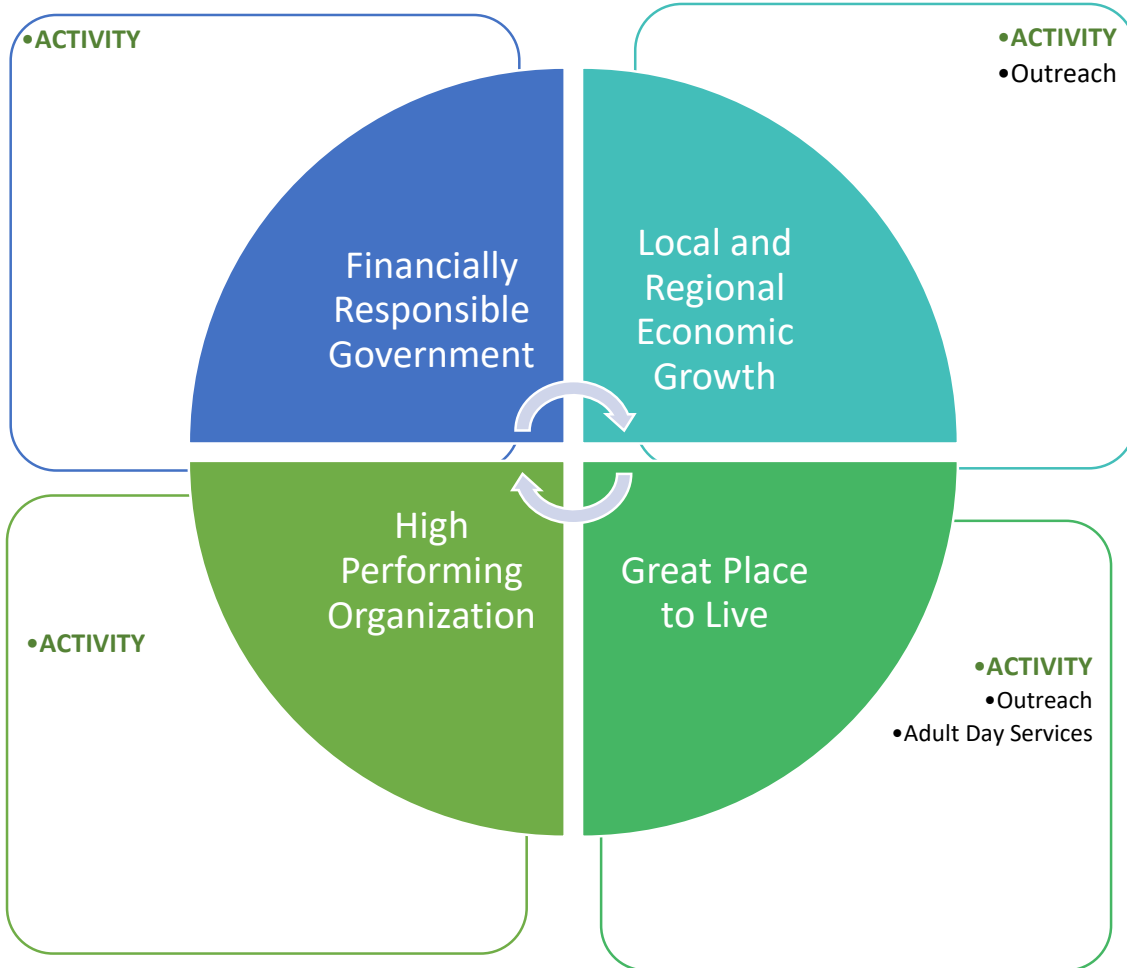 •ACTIVITY
•ACTIVITY
•Outreach
Financially
Responsible
Government
Local and
Regional
Economic
Growth
High
Performing
Organization
Great Place
to Live
•ACTIVITY
•ACTIVITY
•Outreach
•Adult Day Services